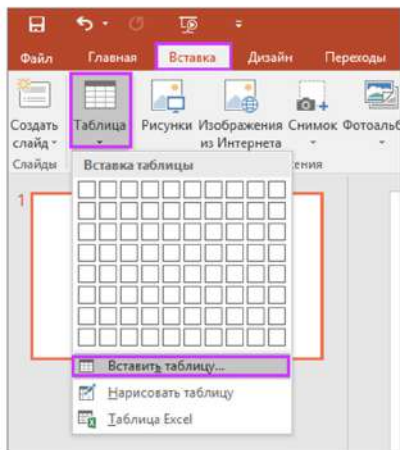 Файл Главная Вставка Дизайн Переходы
Создать слайд
Таблица
Рисунки
Изображения из Интернета
Снимок
Фотоальб
Слайды
ения
Вставка таблицы
1
Вставить таблицу...
Нарисовать таблицу
Таблица Excel